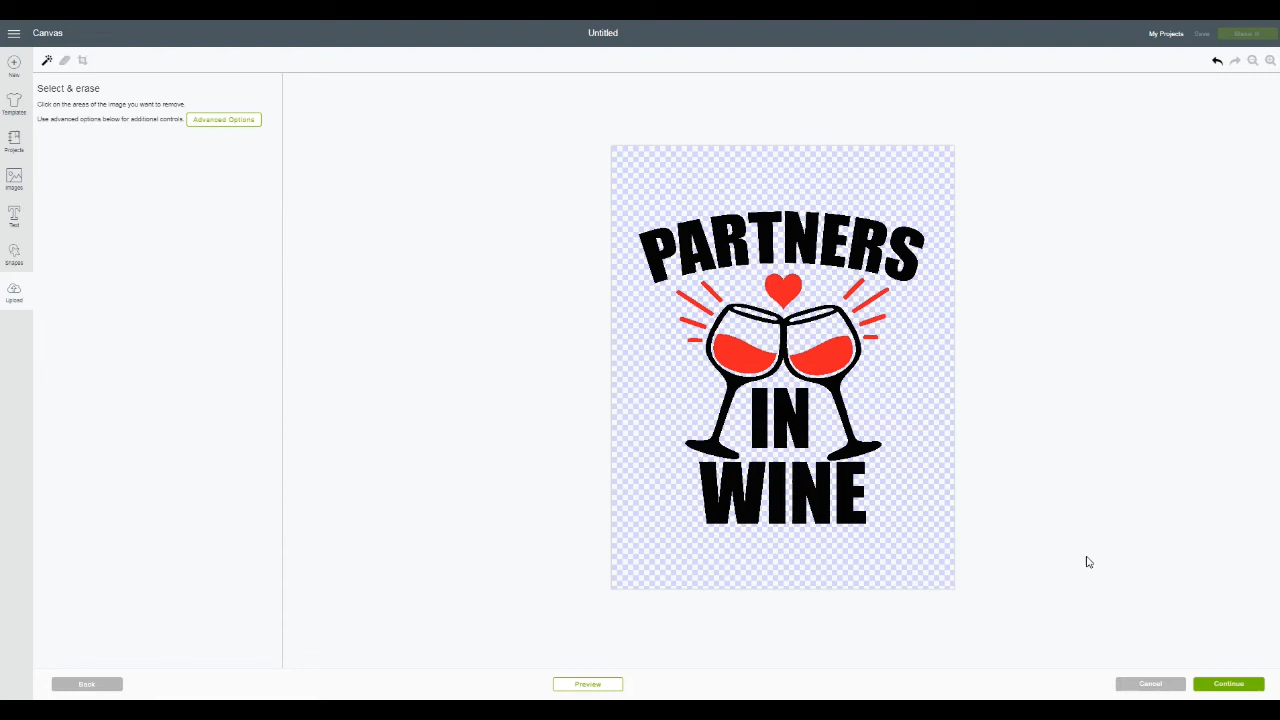 Canvas
Untitled
My Projects
Save
Make It
New
Templates
Projects
Images
Text
Shapes
Upload
Select & erase
Click on the areas of the image you want to remove.
Use advanced options below for additional controls.
Advanced Options
PARTNERS
IN
WINE
Back
Preview
Cancel
Continue